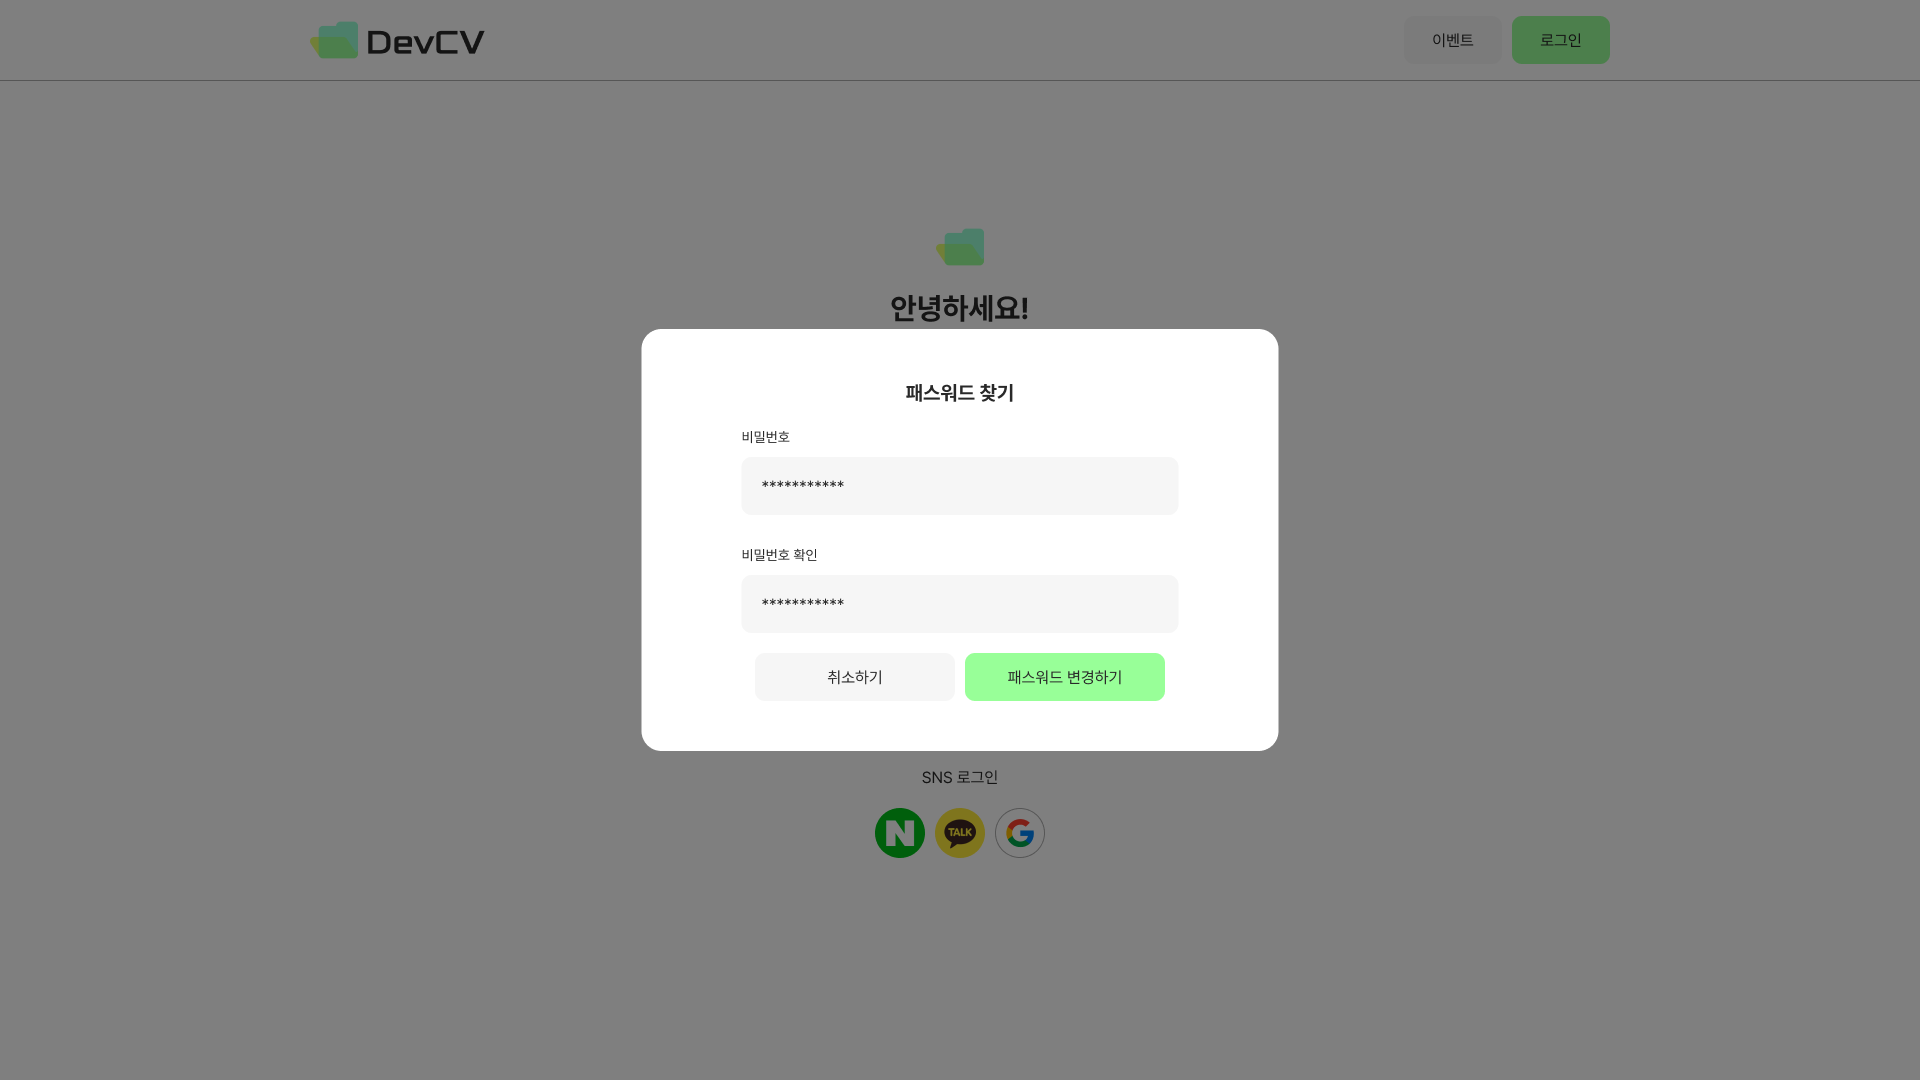 DevCV
이벤트
로그인
안녕하세요!
패스워드 찾기
비밀번호
***********
비밀번호 확인
***********
취소하기
패스워드 변경하기
SNS 로그인
N
TALK
G